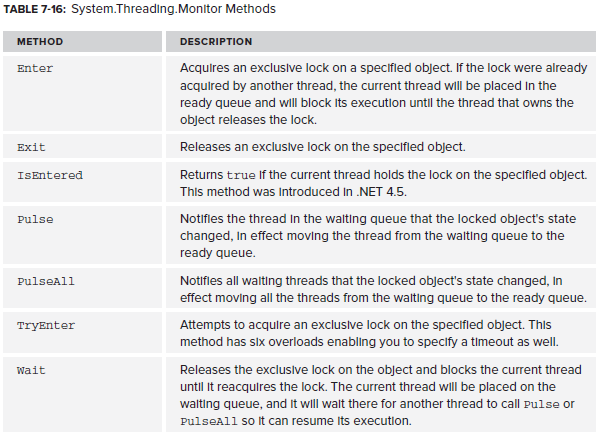 TABLE 7-16: System.Threading.Monitor Methods
METHOD DESCRIPTION
Enter Acquires an exclusive lock on a specified object. If the lock were already
acquired by another thread, the current thread will be placed in the
ready queue and will block its execution until the thread that owns the
object releases the lock.
Exit Releases an exclusive lock on the specified object.
IsEntered Returns true if the current thread holds the lock on the specified object.
This method was introduced in .NET 4.5.
Pulse Notifies the thread in the waiting queue that the locked object's state
changed, in effect moving the thread from the waiting queue to the
ready queue.
PulseAll Notifies all waiting threads that the locked object's state changed, in
effect moving all the threads from the waiting queue to the ready queue.
TryEnter Attempts to acquire an exclusive lock on the specified object. This
method has six overloads enabling you to specify a timeout as well.
Wait Releases the exclusive lock on the object and blocks the current thread
until it reacquires the lock. The current thread will be placed on the
waiting queue, and it will wait there for another thread to call Pulse or
PulseAll so it can resume its execution.